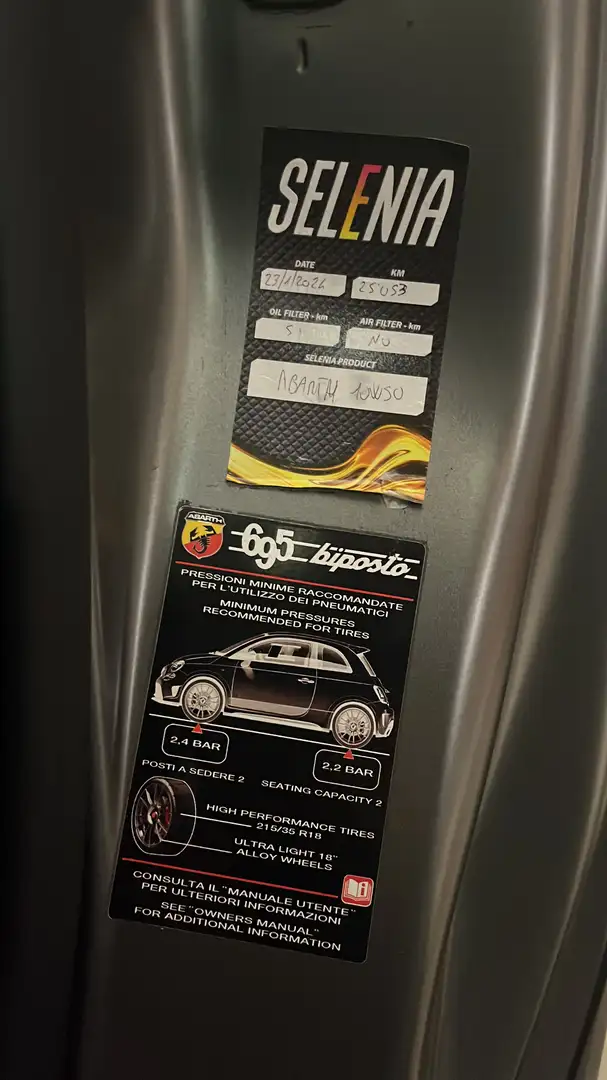 SELENIA
DATE KM
23/1/2026 25'053
OIL FILTER - km AIR FILTER - km
SI NO
SELENIA PRODUCT
ABARTH 10W50
ABARTH
695 biposto
PRESSIONI MINIME RACCOMANDATE
PER L'UTILIZZO DEI PNEUMATICI
MINIMUM PRESSURES
RECOMMENDED FOR TIRES
2,4 BAR
2,2 BAR
POSTI A SEDERE 2 SEATING CAPACITY 2
HIGH PERFORMANCE TIRES
215/35 R18
ULTRA LIGHT 18"
ALLOY WHEELS
CONSULTA IL "MANUALE UTENTE"
PER ULTERIORI INFORMAZIONI
SEE "OWNERS MANUAL"
FOR ADDITIONAL INFORMATION